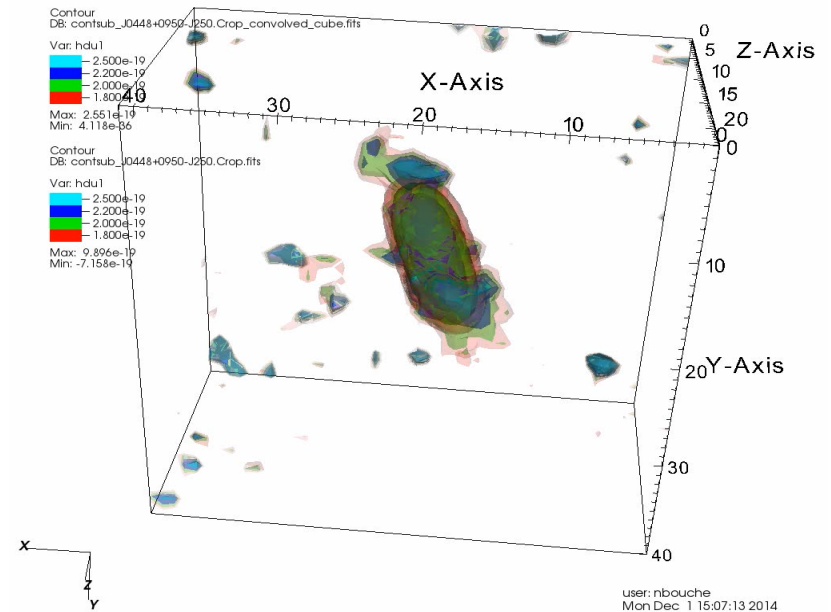 Contour
DB: contsub_J0448+0950-J250.Crop_convolved_cube.fits
Var: hdu1
2.500e-19
2.200e-19
2.000e-19
1.800e-19
Max: 2.551e-19
Min: 4.118e-36
Contour
DB: contsub_J0448+0950-J250.Crop.fits
Var: hdu1
2.500e-19
2.200e-19
2.000e-19
1.800e-19
Max: 9.896e-19
Min: -7.158e-19
X-Axis
40
30
20
10
0
Z-Axis
0
5
10
15
20
Y-Axis
0
10
20
30
40
X
Z
Y
user: nbouche
Mon Dec 1 15:07:13 2014